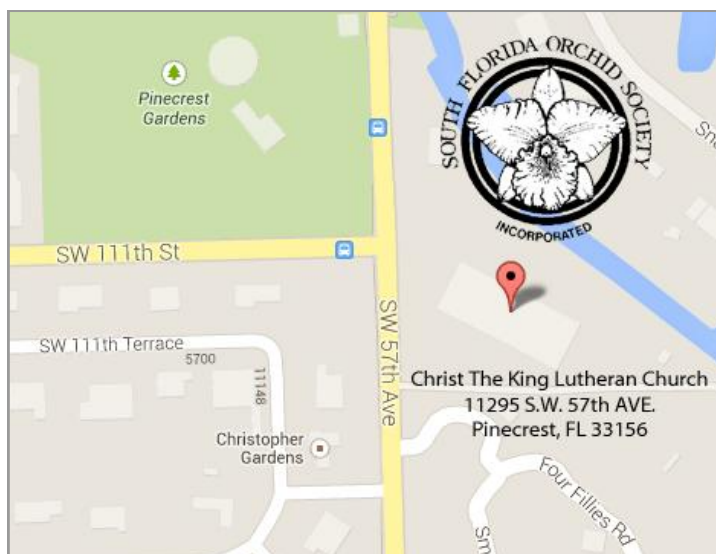 SOUTH FLORIDA ORCHID SOCIETY
INCORPORATED
Pinecrest
Gardens
SW 111th St
SW 57th Ave
SW 111th Terrace
5700
11148
Christopher
Gardens
Christ The King Lutheran Church
11295 S.W. 57th AVE.
Pinecrest, FL 33156
Four Fillies Rd